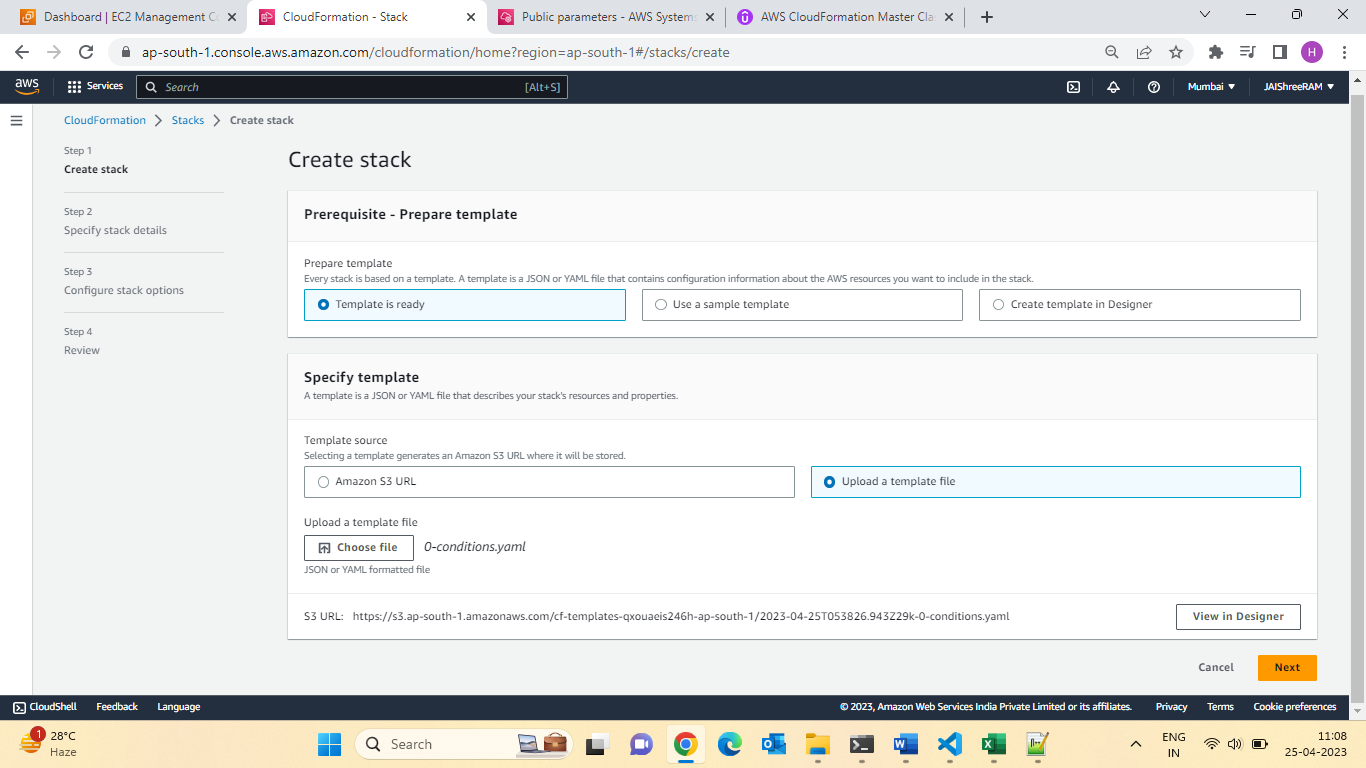 Dashboard | EC2 Management C
CloudFormation - Stack
Public parameters - AWS Systems
AWS CloudFormation Master Cla
ap-south-1.console.aws.amazon.com/cloudformation/home?region=ap-south-1#/stacks/create
H
aws
Services
Search
[Alt+S]
Mumbai
JAIShreeRAM
CloudFormation
Stacks
Create stack
Step 1
Create stack
Step 2
Specify stack details
Step 3
Configure stack options
Step 4
Review
Create stack
Prerequisite - Prepare template
Prepare template
Every stack is based on a template. A template is a JSON or YAML file that contains configuration information about the AWS resources you want to include in the stack.
Template is ready
Use a sample template
Create template in Designer
Specify template
A template is a JSON or YAML file that describes your stack's resources and properties.
Template source
Selecting a template generates an Amazon S3 URL where it will be stored.
Amazon S3 URL
Upload a template file
Upload a template file
Choose file
0-conditions.yaml
JSON or YAML formatted file
S3 URL: https://s3.ap-south-1.amazonaws.com/cf-templates-qxouaeis246h-ap-south-1/2023-04-25T053826.943Z29k-0-conditions.yaml
View in Designer
Cancel
Next
CloudShell
Feedback
Language
© 2023, Amazon Web Services India Private Limited or its affiliates.
Privacy
Terms
Cookie preferences
1
28°C
Haze
Search
ENG
IN
11:08
25-04-2023